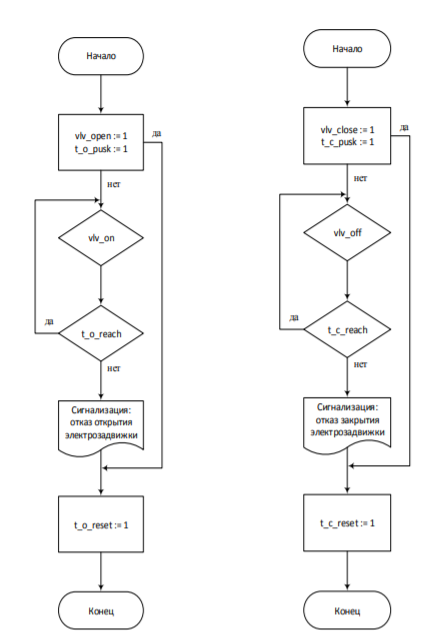 Начало
vlv_open := 1
t_o_pusk := 1
да
нет
vlv_on
да
t_o_reach
нет
Сигнализация:
отказ открытия
электрозадвижки
t_o_reset := 1
Конец
Начало
vlv_close := 1
t_c_pusk := 1
да
нет
vlv_off
да
t_c_reach
нет
Сигнализация:
отказ закрытия
электрозадвижки
t_c_reset := 1
Конец